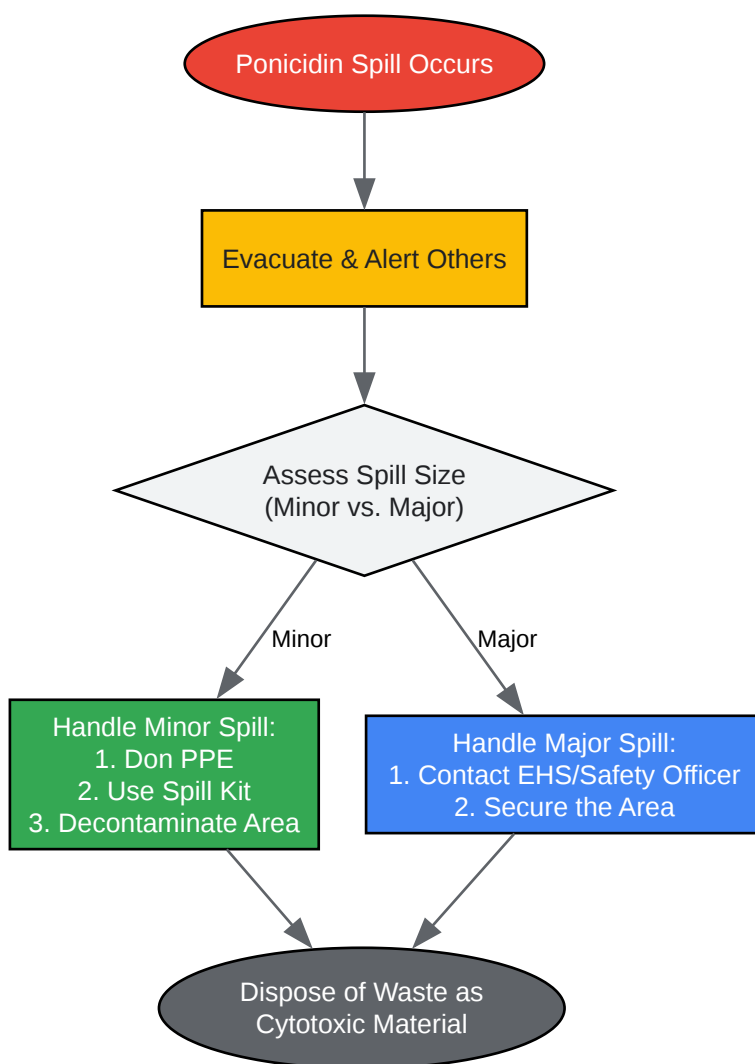 Ponicidin Spill Occurs
Evacuate & Alert Others
Assess Spill Size
(Minor vs. Major)
Minor
Major
Handle Minor Spill:
1. Don PPE
2. Use Spill Kit
3. Decontaminate Area
Handle Major Spill:
1. Contact EHS/Safety Officer
2. Secure the Area
Dispose of Waste as
Cytotoxic Material